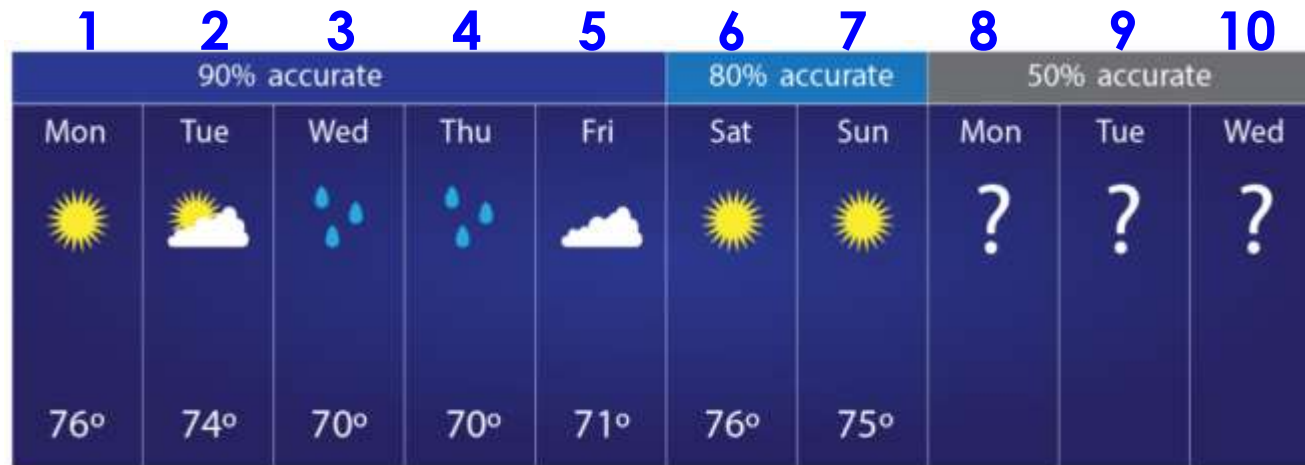 1 2 3 4 5 6 7 8 9 10
90% accurate 80% accurate 50% accurate
Mon Tue Wed Thu Fri Sat Sun Mon Tue Wed
? ? ?
76° 74° 70° 70° 71° 76° 75°